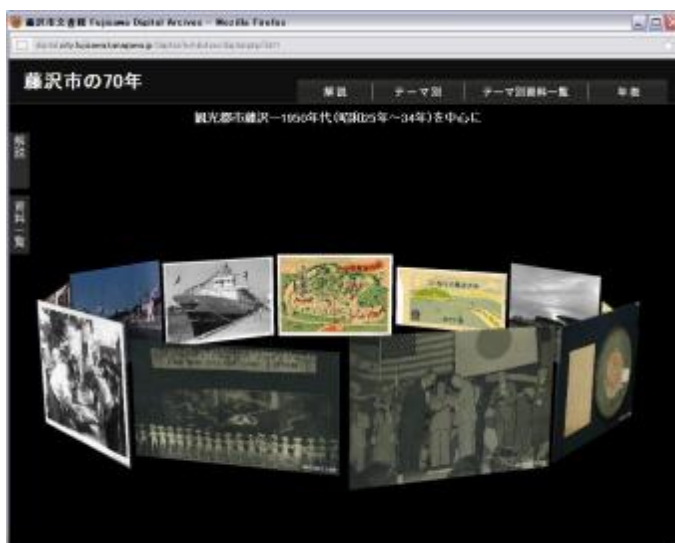 藤沢市文書館 Fujisawa Digital Arcives - Mozilla Firefox
藤沢市の70年
解説
テーマ別
テーマ別資料一覧
年表
観光都市藤沢―1950年代(昭和25年～34年)を中心に
解説
資料一覧